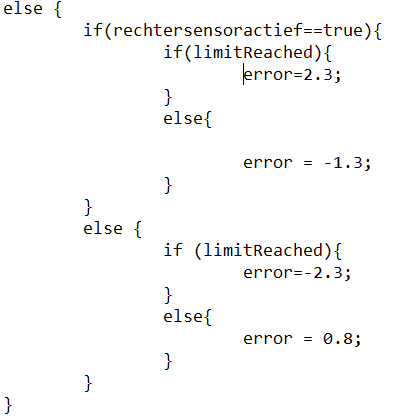 else {
        if(rechtersensoractief==true){
                if(limitReached){
                        error=2.3;
                }
                else{

                        error = -1.3;
                }
        }
        else {
                if (limitReached){
                        error=-2.3;
                }
                else{
                        error = 0.8;
                }
        }
}